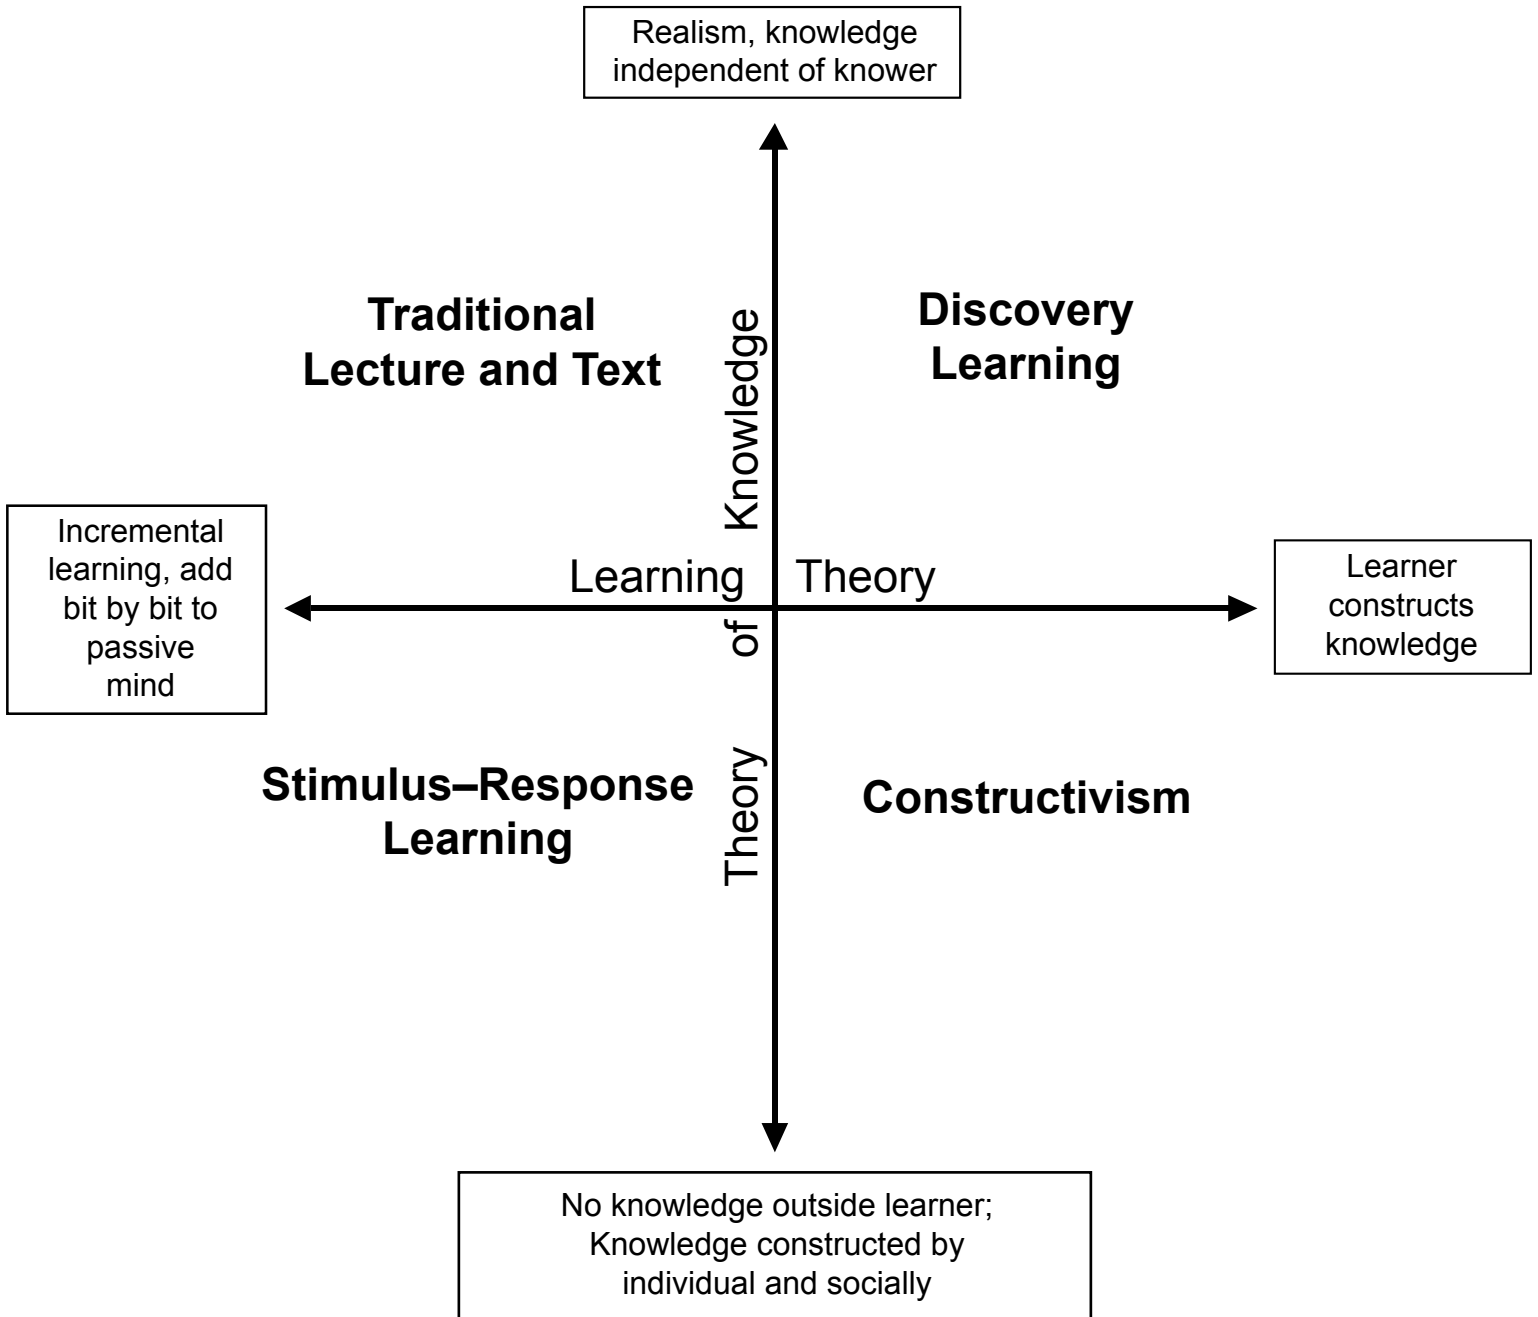 Realism, knowledge
independent of knower
Traditional
Lecture and Text
Discovery
Learning
Theory of Knowledge
Learning Theory
Incremental
learning, add
bit by bit to
passive
mind
Learner
constructs
knowledge
Stimulus–Response
Learning
Constructivism
No knowledge outside learner;
Knowledge constructed by
individual and socially